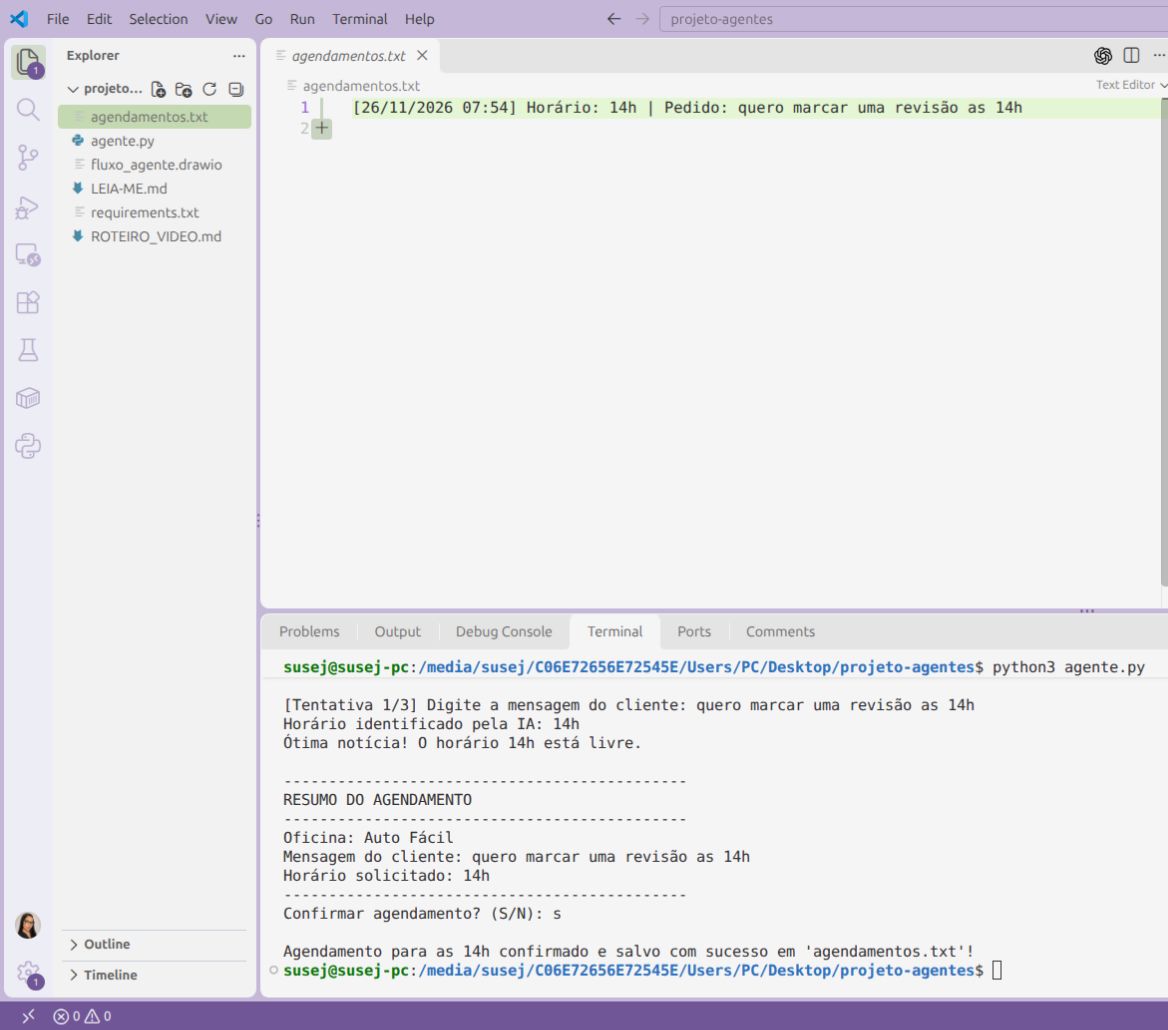 File Edit Selection View Go Run Terminal Help projeto-agentes
Explorer
projeto...
agendamentos.txt
agente.py
fluxo_agente.drawio
LEIA-ME.md
requirements.txt
ROTEIRO_VIDEO.md
Outline
Timeline
1
1
agendamentos.txt
agendamentos.txt
Text Editor
1 [26/11/2026 07:54] Horário: 14h | Pedido: quero marcar uma revisão as 14h
2
Problems Output Debug Console Terminal Ports Comments
susej@susej-pc:/media/susej/C06E72656E72545E/Users/PC/Desktop/projeto-agentes$ python3 agente.py
[Tentativa 1/3] Digite a mensagem do cliente: quero marcar uma revisão as 14h
Horário identificado pela IA: 14h
Ótima notícia! O horário 14h está livre.
---------------------------------------------
RESUMO DO AGENDAMENTO
---------------------------------------------
Oficina: Auto Fácil
Mensagem do cliente: quero marcar uma revisão as 14h
Horário solicitado: 14h
---------------------------------------------
Confirmar agendamento? (S/N): s
Agendamento para as 14h confirmado e salvo com sucesso em 'agendamentos.txt'!
susej@susej-pc:/media/susej/C06E72656E72545E/Users/PC/Desktop/projeto-agentes$
0 0